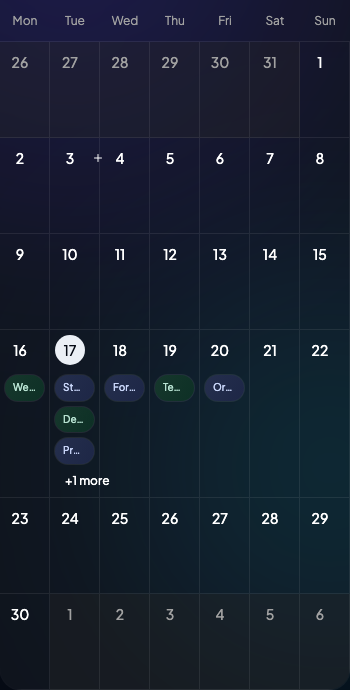 Mon Tue Wed Thu Fri Sat Sun
26 27 28 29 30 31 1
2 3 + 4 5 6 7 8
9 10 11 12 13 14 15
16 17 18 19 20 21 22
We... St... For... Te... Or...
De...
Pr...
+1 more
23 24 25 26 27 28 29
30 1 2 3 4 5 6